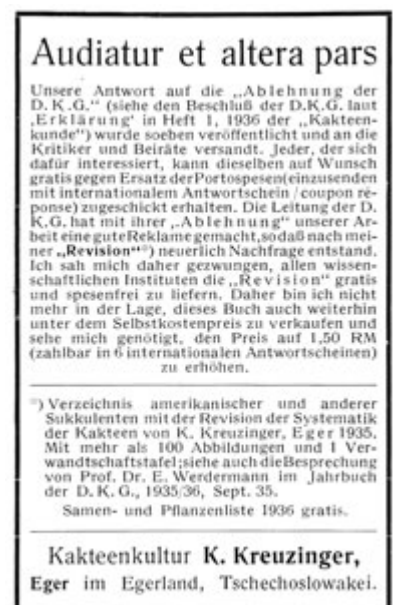 Audiatur et altera pars
Unsere Antwort auf die „Ablehnung der
D. K. G.“ (siehe den Beschluß der D.K.G. laut
‚Erklärung‘ in Heft 1, 1936 der „Kakteen-
kunde“) wurde soeben veröffentlicht und an die
Kritiker und Beiräte versandt. Jeder, der sich
dafür interessiert, kann dieselben auf Wunsch
gratis gegen Ersatz der Portospesen (einzusenden
mit internationalem Antwortschein / coupon ré-
ponse) zugeschickt erhalten. Die Leitung der D.
K. G. hat mit ihrer „Ablehnung“ unserer Ar-
beit eine gute Reklame gemacht, sodaß nach mei-
ner „Revision“*) neuerlich Nachfrage entstand.
Ich sah mich daher gezwungen, allen wissen-
schaftlichen Instituten die „Revision“ gratis
und spesenfrei zu liefern. Daher bin ich nicht
mehr in der Lage, dieses Buch auch weiterhin
unter dem Selbstkostenpreis zu verkaufen und
sehe mich genötigt, den Preis auf 1,50 RM
(zahlbar in 6 internationalen Antwortscheinen)
zu erhöhen.
*) Verzeichnis amerikanischer und anderer
Sukkulenten mit der Revision der Systematik
der Kakteen von K. Kreuzinger, Eger 1935.
Mit mehr als 100 Abbildungen und 1 Ver-
wandtschaftstafel; siehe auch die Besprechung
von Prof. Dr. E. Werdermann im Jahrbuch
der D. K. G., 1935/36, Sept. 35.
Samen- und Pflanzenliste 1936 gratis.
Kakteenkultur K. Kreuzinger,
Eger im Egerland, Tschechoslowakei.